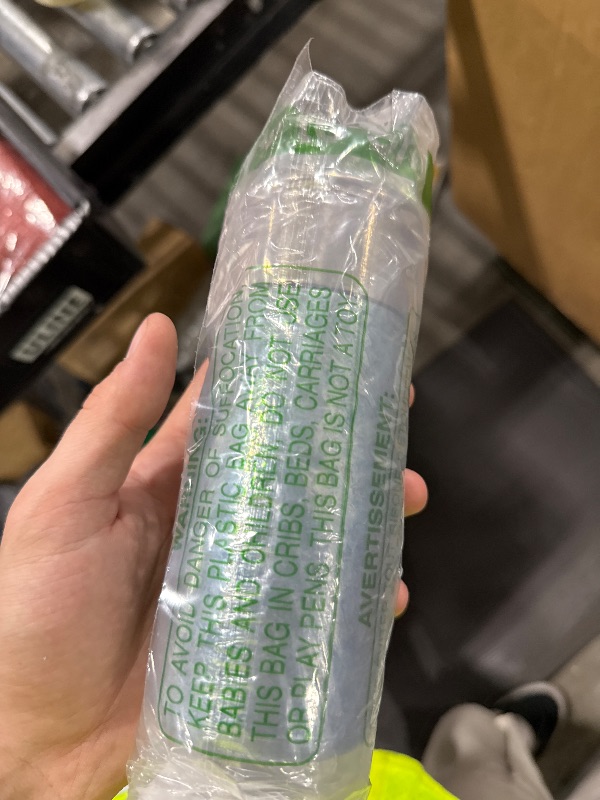 WARNING:
TO AVOID DANGER OF SUFFOCATION
KEEP THIS PLASTIC BAG AWAY FROM
BABIES AND CHILDREN. DO NOT USE
THIS BAG IN CRIBS, BEDS, CARRIAGES
OR PLAY PENS. THIS BAG IS NOT A TOY.
AVERTISSEMENT: